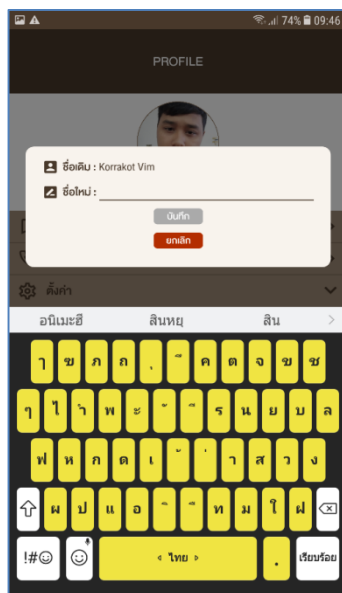 74% 09:46
PROFILE
ชื่อเดิม : Korrakot Vim
ชื่อใหม่ :
บันทึก
ยกเลิก
ตั้งค่า
อนิเมะฮี สินหยุ สิน
ๅ ข ภ ถ ุ ึ ค ต จ ข ช
ๆ ไ ำ พ ะ ั ี ร น ย บ ล
ฟ ห ก ด เ ้ ่ า ส ว ง
ผ ป แ อ ิ ื ท ม ใ ฝ
!#☺ ไทย . เรียบร้อย